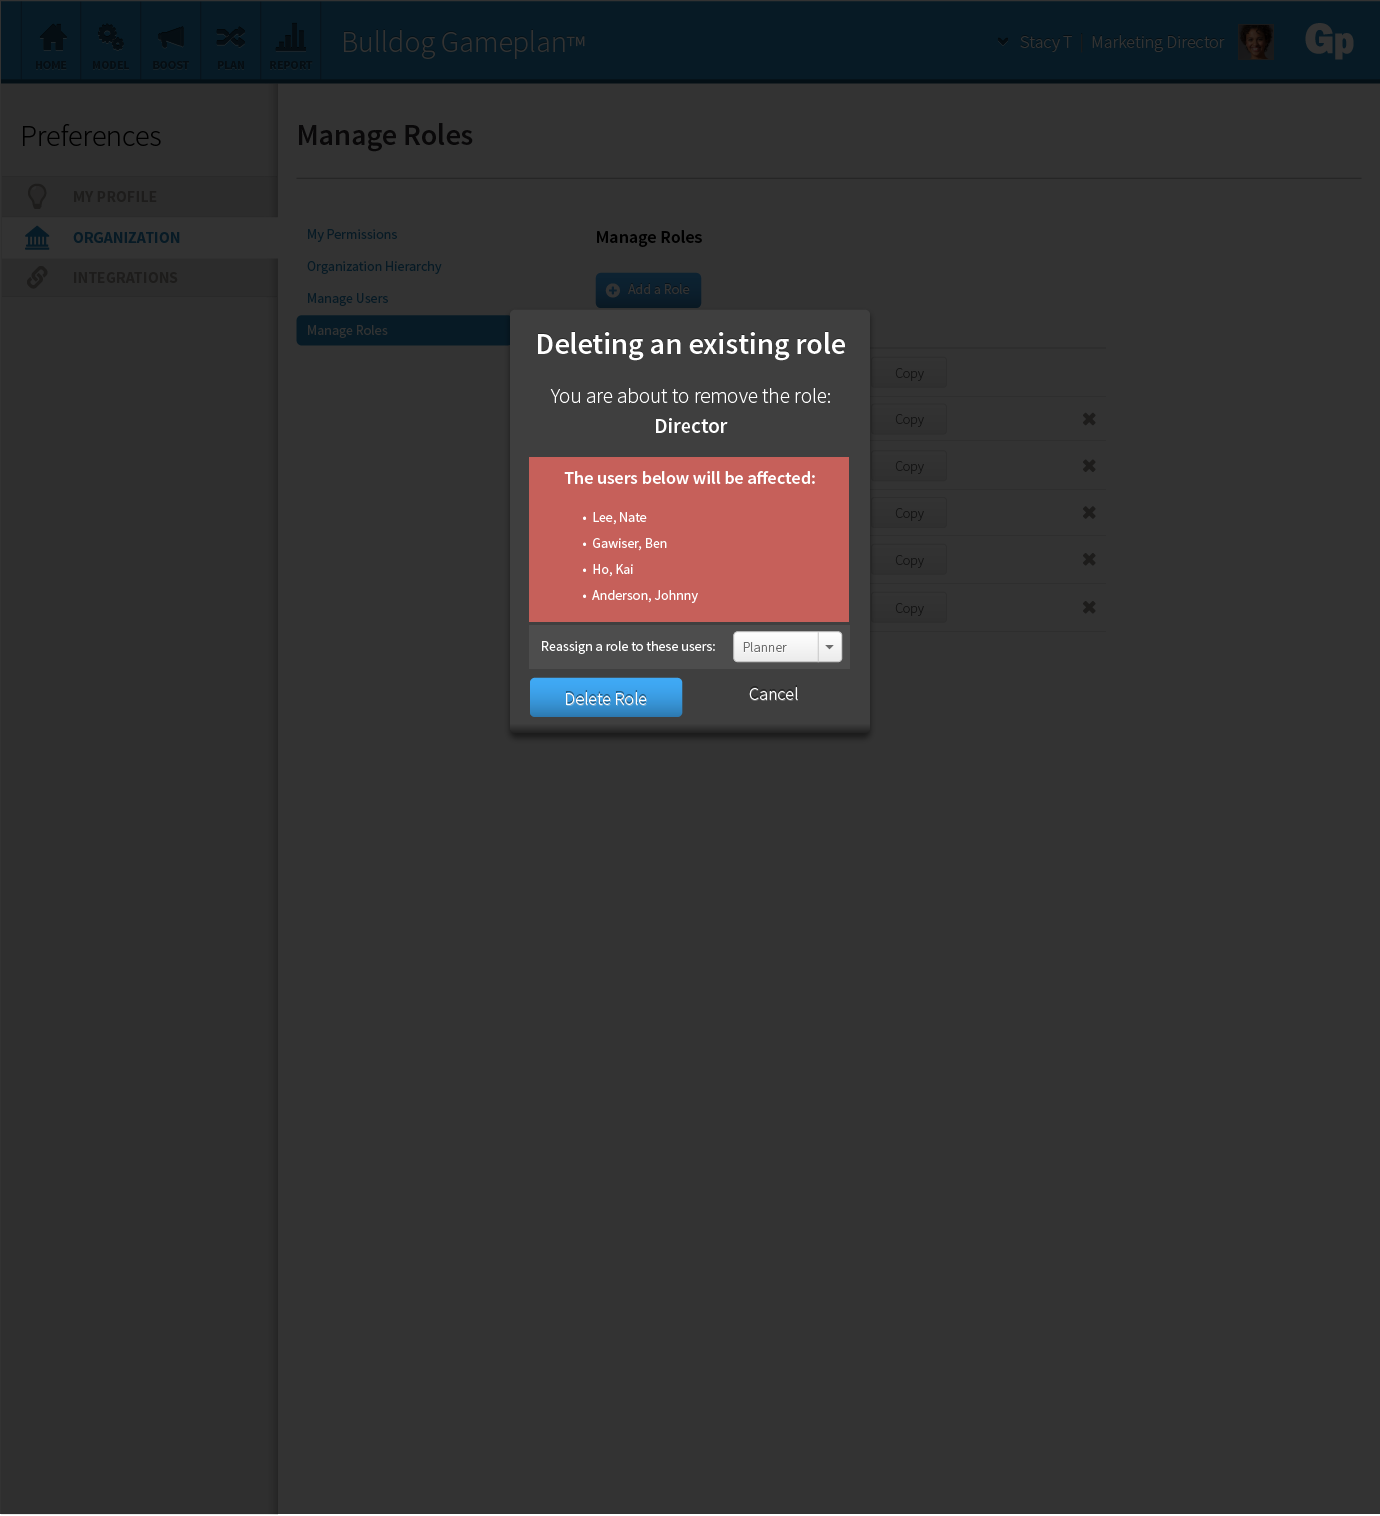 HOME
MODEL
BOOST
PLAN
REPORT
Bulldog Gameplan™
Stacy T
Marketing Director
Gp
Preferences
MY PROFILE
ORGANIZATION
INTEGRATIONS
Manage Roles
My Permissions
Organization Hierarchy
Manage Users
Manage Roles
Manage Roles
Add a Role
Copy
Copy
Copy
Copy
Copy
Copy
Deleting an existing role
You are about to remove the role:
Director
The users below will be affected:
• Lee, Nate
• Gawiser, Ben
• Ho, Kai
• Anderson, Johnny
Reassign a role to these users:
Planner
Delete Role
Cancel